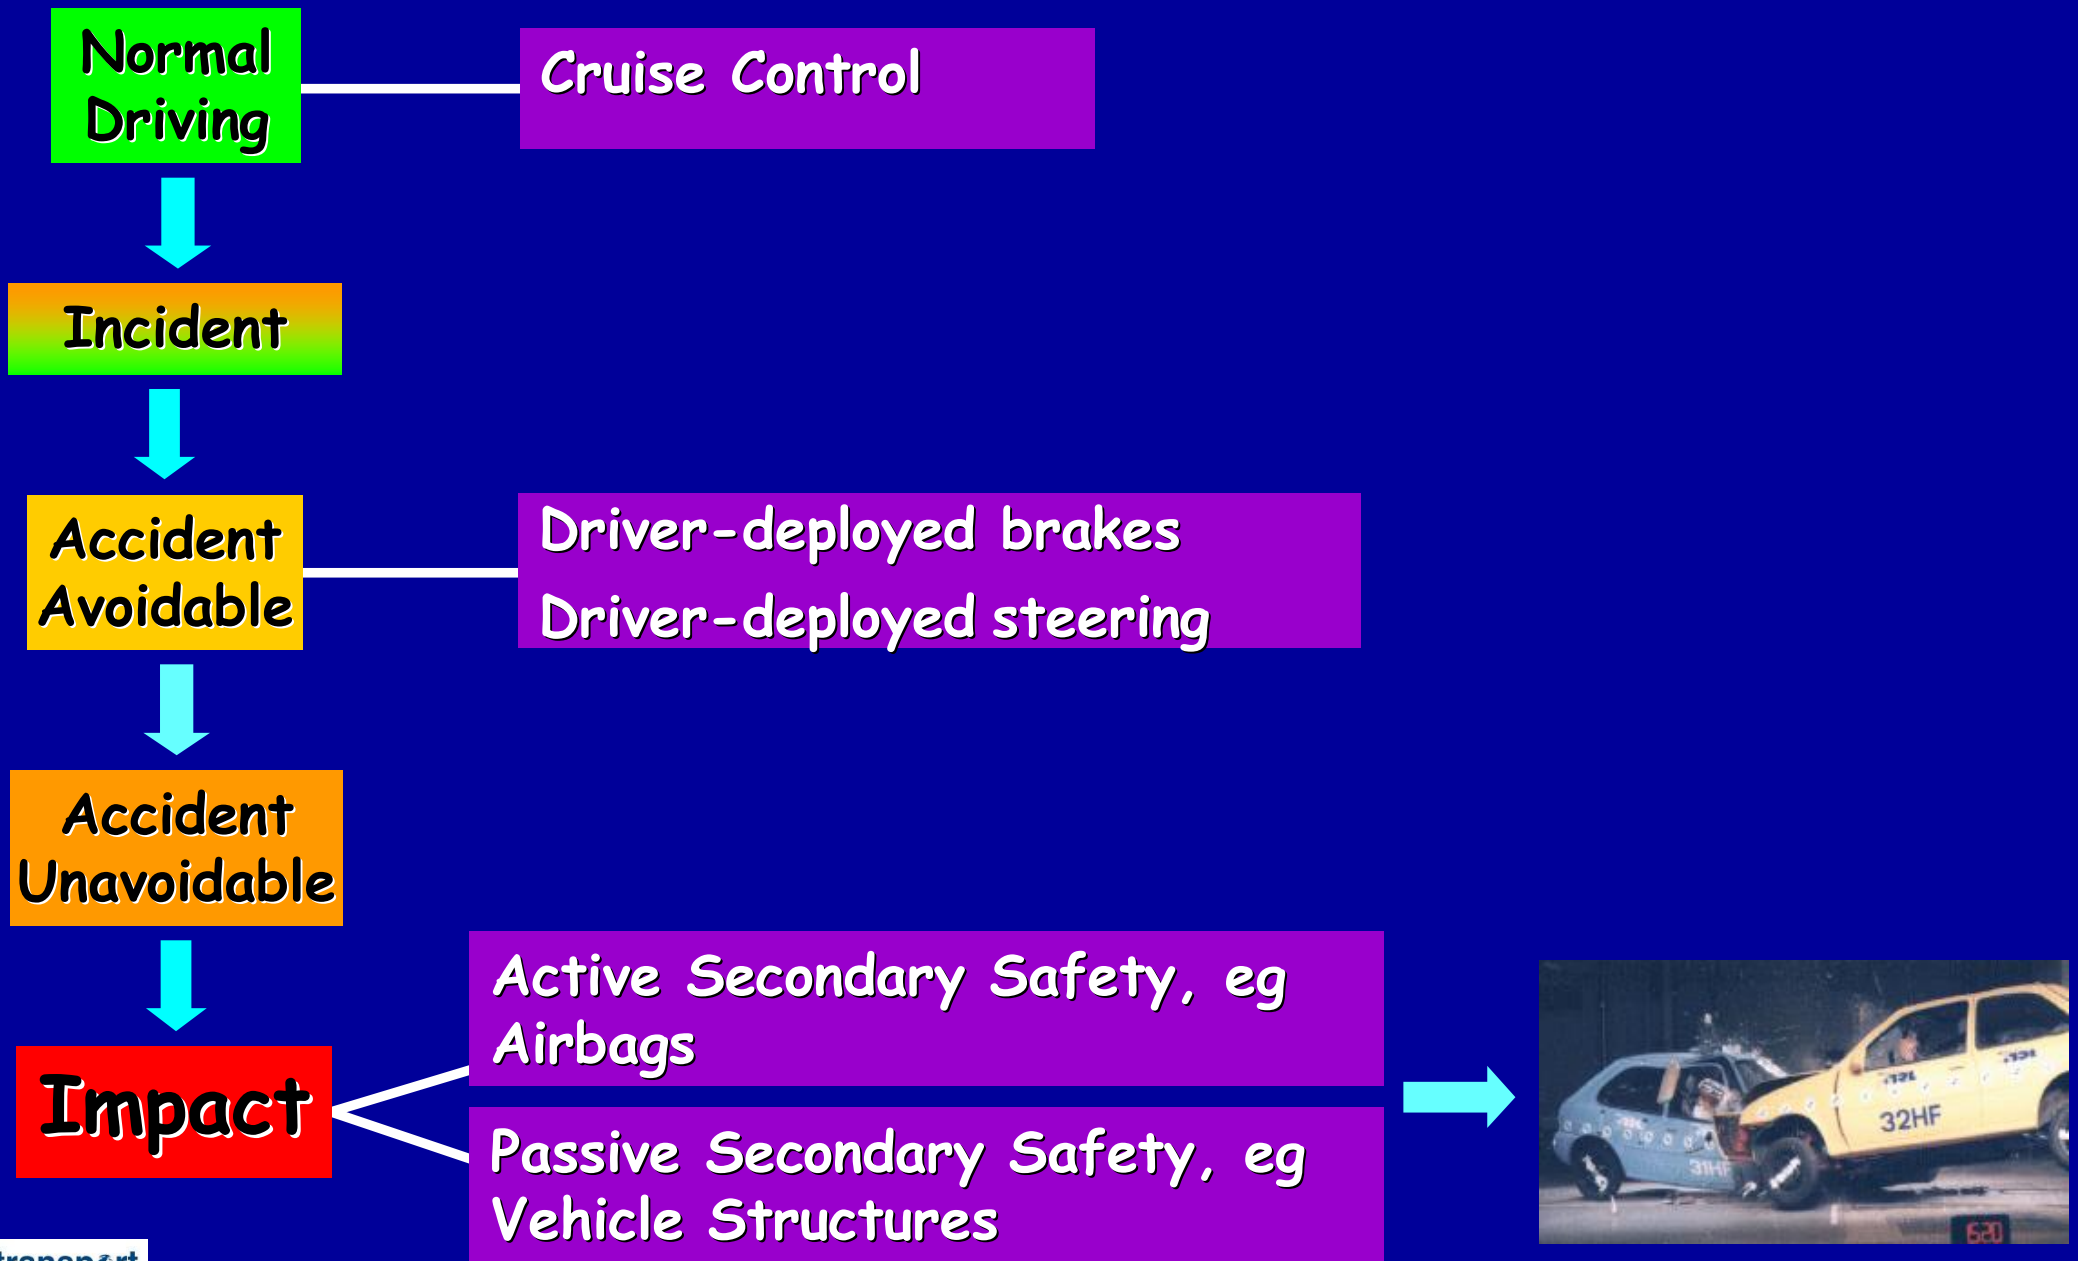 Normal
Driving
Cruise Control
Incident
Accident
Avoidable
Driver-deployed brakes
Driver-deployed steering
Accident
Unavoidable
Impact
Active Secondary Safety, eg
Airbags
Passive Secondary Safety, eg
Vehicle Structures
32HF
31HF